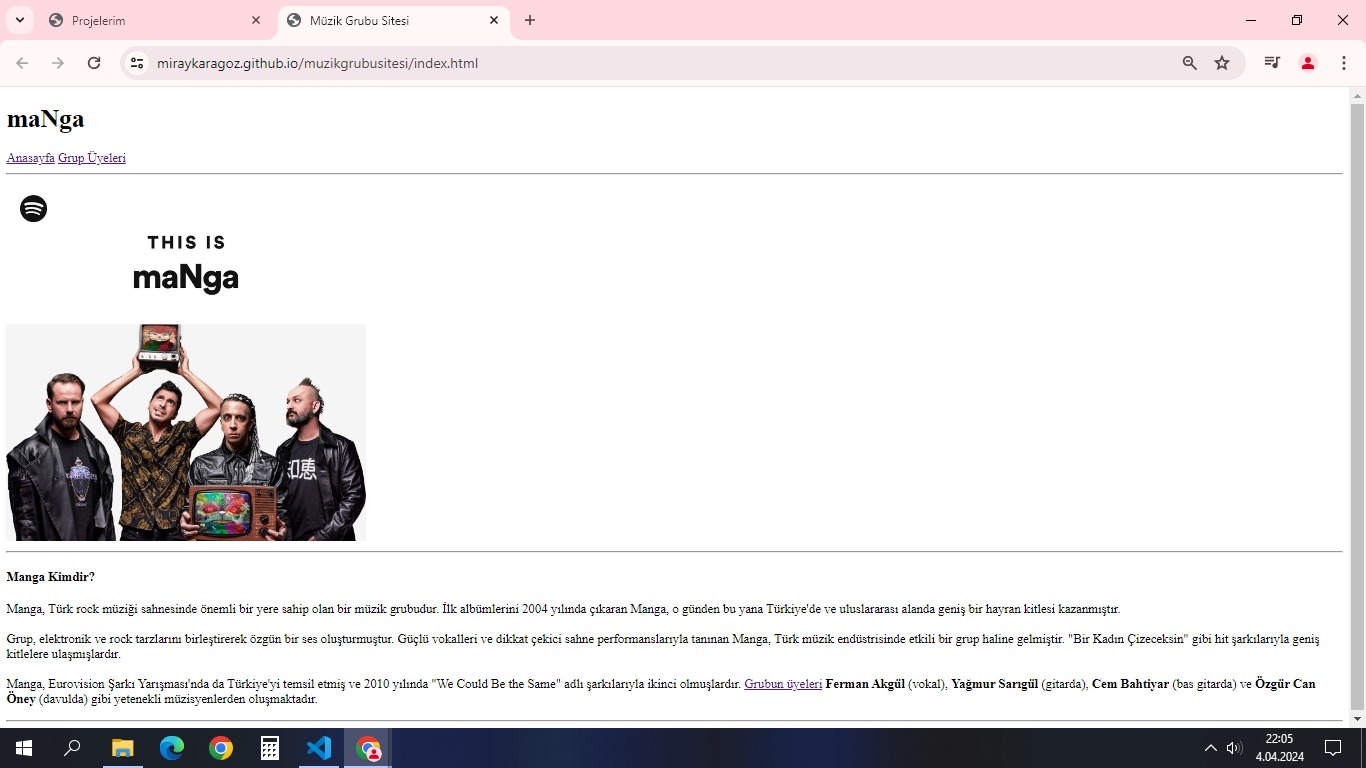 Projelerim
Müzik Grubu Sitesi
miraykaragoz.github.io/muzikgrubusitesi/index.html
maNga
Anasayfa Grup Üyeleri
THIS IS
maNga
知恵
Manga Kimdir?
Manga, Türk rock müziği sahnesinde önemli bir yere sahip olan bir müzik grubudur. İlk albümlerini 2004 yılında çıkaran Manga, o günden bu yana Türkiye'de ve uluslararası alanda geniş bir hayran kitlesi kazanmıştır.
Grup, elektronik ve rock tarzlarını birleştirerek özgün bir ses oluşturmuştur. Güçlü vokalleri ve dikkat çekici sahne performanslarıyla tanınan Manga, Türk müzik endüstrisinde etkili bir grup haline gelmiştir. "Bir Kadın Çizeceksin" gibi hit şarkılarıyla geniş
kitlelere ulaşmışlardır.
Manga, Eurovision Şarkı Yarışması'nda da Türkiye'yi temsil etmiş ve 2010 yılında "We Could Be the Same" adlı şarkılarıyla ikinci olmuşlardır. Grubun üyeleri Ferman Akgül (vokal), Yağmur Sarıgül (gitarda), Cem Bahtiyar (bas gitarda) ve Özgür Can
Öney (davulda) gibi yetenekli müzisyenlerden oluşmaktadır.
22:05
4.04.2024